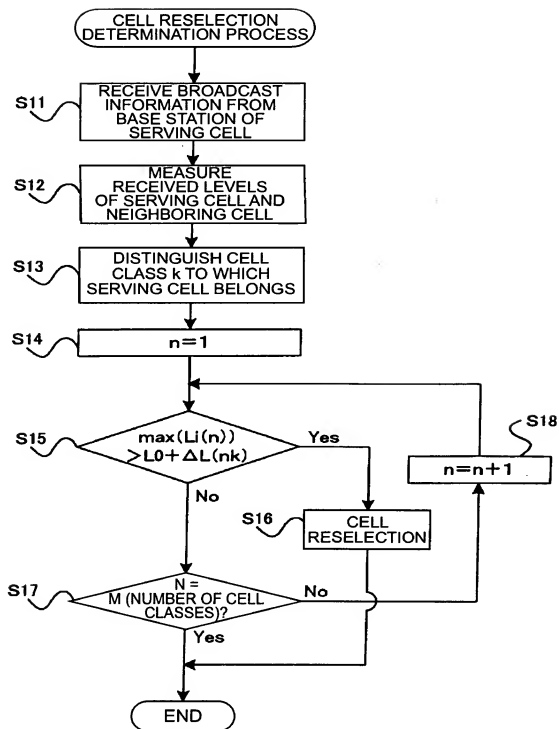 CELL RESELECTION
DETERMINATION PROCESS
S11
RECEIVE BROADCAST
INFORMATION FROM
BASE STATION OF
SERVING CELL
S12
MEASURE
RECEIVED LEVELS
OF SERVING CELL AND
NEIGHBORING CELL
S13
DISTINGUISH CELL
CLASS k TO WHICH
SERVING CELL BELONGS
S14
n=1
S15
max(Li(n))
>L0+ΔL(nk)
Yes
No
S18
n=n+1
S16
CELL
RESELECTION
S17
N =
M (NUMBER OF CELL
CLASSES)?
No
Yes
END